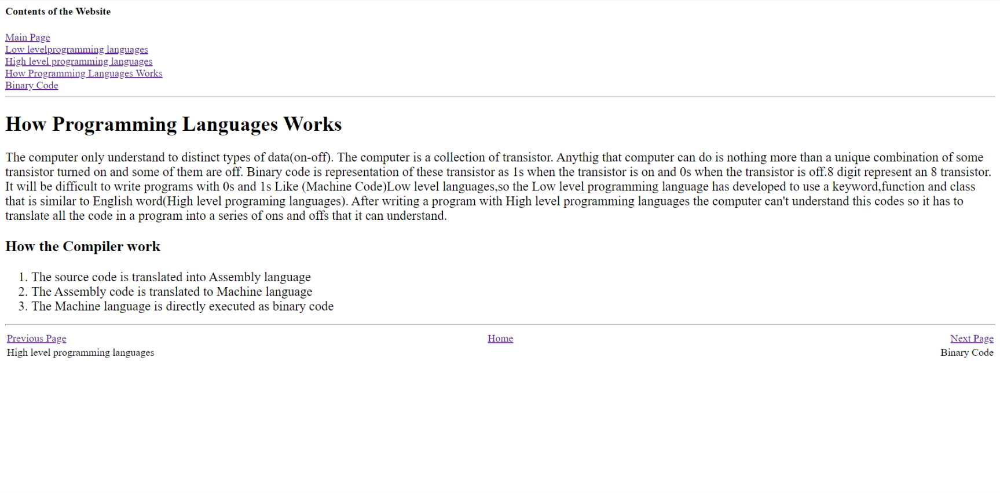 Contents of the Website
Main Page
Low levelprogramming languages
High level programming languages
How Programming Languages Works
Binary Code
How Programming Languages Works
The computer only understand to distinct types of data(on-off). The computer is a collection of transistor. Anythig that computer can do is nothing more than a unique combination of some
transistor turned on and some of them are off. Binary code is representation of these transistor as 1s when the transistor is on and 0s when the transistor is off.8 digit represent an 8 transistor.
It will be difficult to write programs with 0s and 1s Like (Machine Code)Low level languages,so the Low level programming language has developed to use a keyword,function and class
that is similar to English word(High level programing languages). After writing a program with High level programming languages the computer can't understand this codes so it has to
translate all the code in a program into a series of ons and offs that it can understand.
How the Compiler work
1. The source code is translated into Assembly language
2. The Assembly code is translated to Machine language
3. The Machine language is directly executed as binary code
Previous Page Home Next Page
High level programming languages Binary Code